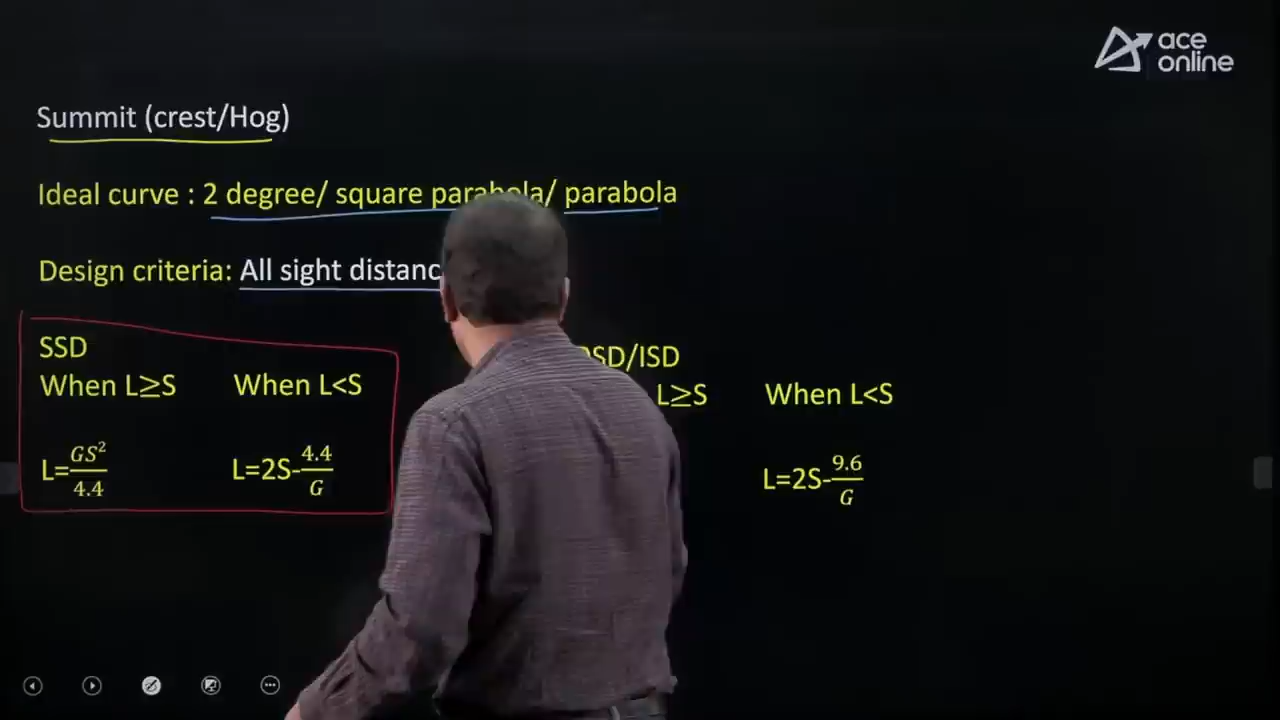 ace
online
Summit (crest/Hog)
Ideal curve : 2 degree/ square parabola/ parabola
Design criteria: All sight distanc
SSD
When L≥S When L<S
L=GS²/4.4 L=2S-4.4/G
SD/ISD
L≥S When L<S
L=2S-9.6/G